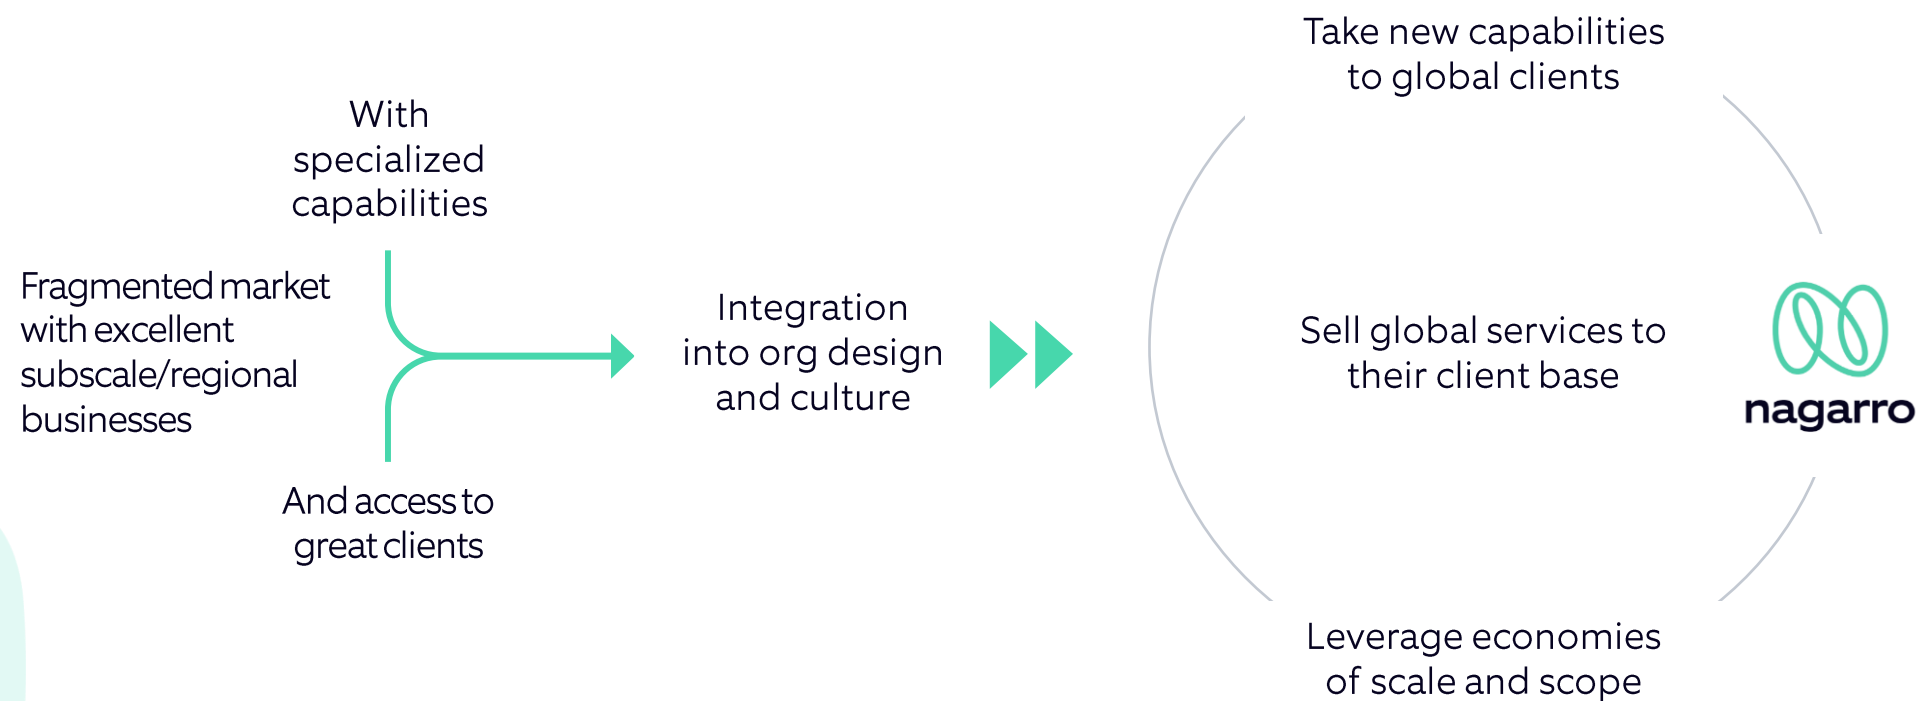 With
specialized
capabilities
Fragmented market
with excellent
subscale/regional
businesses
And access to
great clients
Integration
into org design
and culture
Take new capabilities
to global clients
Sell global services to
their client base
nagarro
Leverage economies
of scale and scope